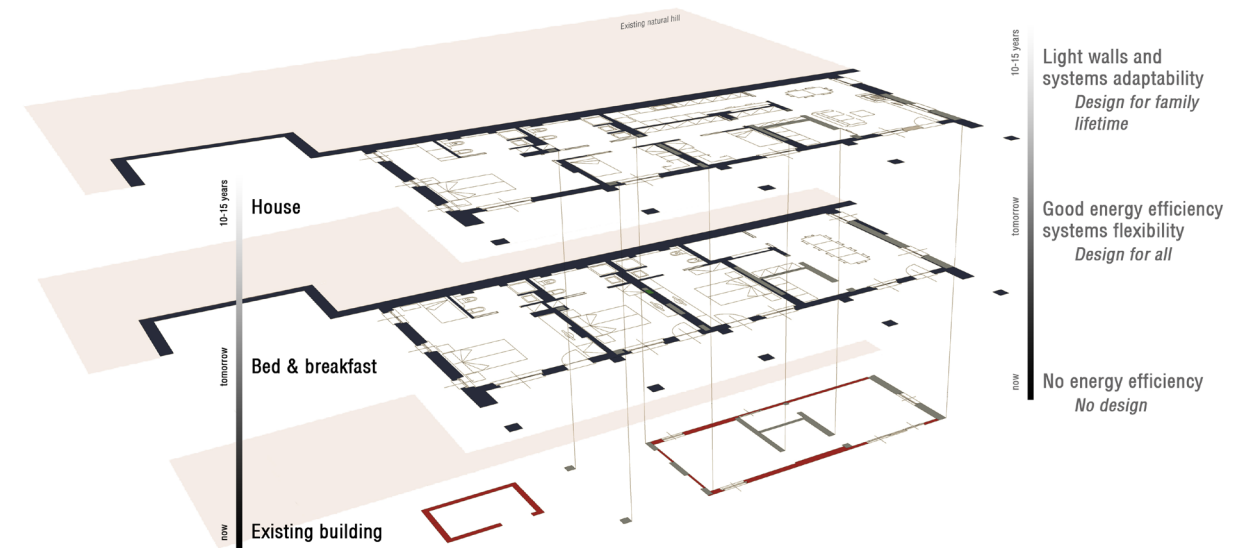 Existing natural hill
10-15 years
Light walls and
systems adaptability
Design for family
lifetime
10-15 years
House
tomorrow
Good energy efficiency
systems flexibility
Design for all
tomorrow
Bed & breakfast
now
No energy efficiency
No design
now
Existing building